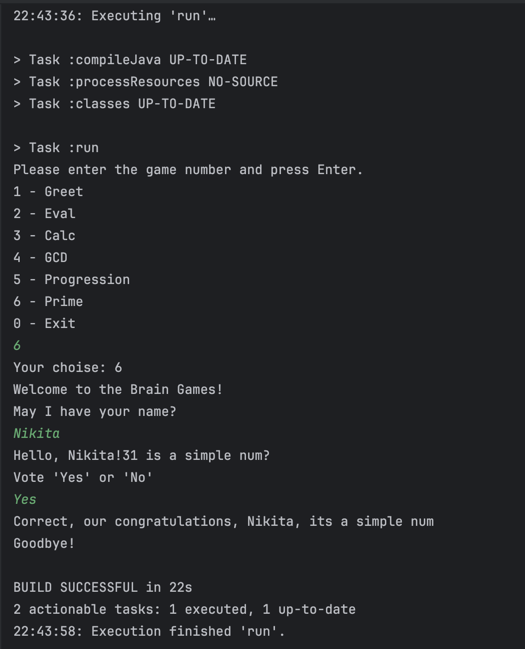 22:43:36: Executing 'run'…
> Task :compileJava UP-TO-DATE
> Task :processResources NO-SOURCE
> Task :classes UP-TO-DATE
> Task :run
Please enter the game number and press Enter.
1 - Greet
2 - Eval
3 - Calc
4 - GCD
5 - Progression
6 - Prime
0 - Exit
6
Your choise: 6
Welcome to the Brain Games!
May I have your name?
Nikita
Hello, Nikita!31 is a simple num?
Vote 'Yes' or 'No'
Yes
Correct, our congratulations, Nikita, its a simple num
Goodbye!
BUILD SUCCESSFUL in 22s
2 actionable tasks: 1 executed, 1 up-to-date
22:43:58: Execution finished 'run'.